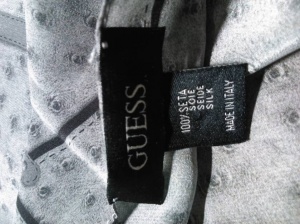 GUESS
100% SETA
SOIE
SEIDE
SILK
MADE IN ITALY